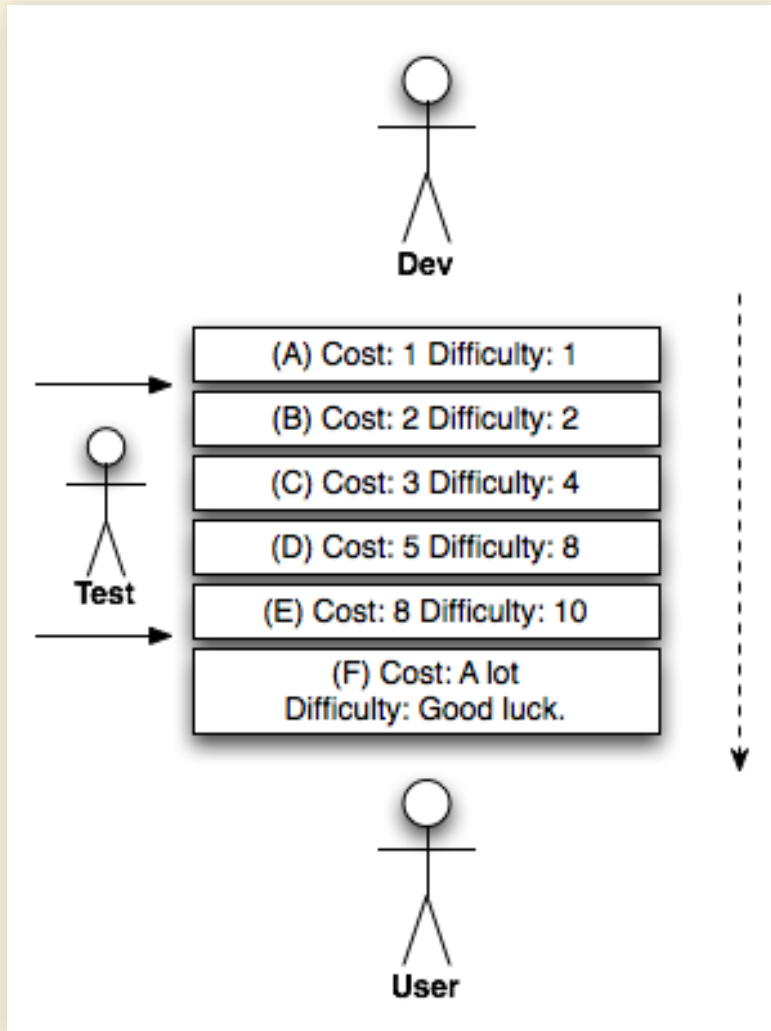 Dev
(A) Cost: 1 Difficulty: 1
(B) Cost: 2 Difficulty: 2
(C) Cost: 3 Difficulty: 4
(D) Cost: 5 Difficulty: 8
Test
(E) Cost: 8 Difficulty: 10
(F) Cost: A lot
Difficulty: Good luck.
User